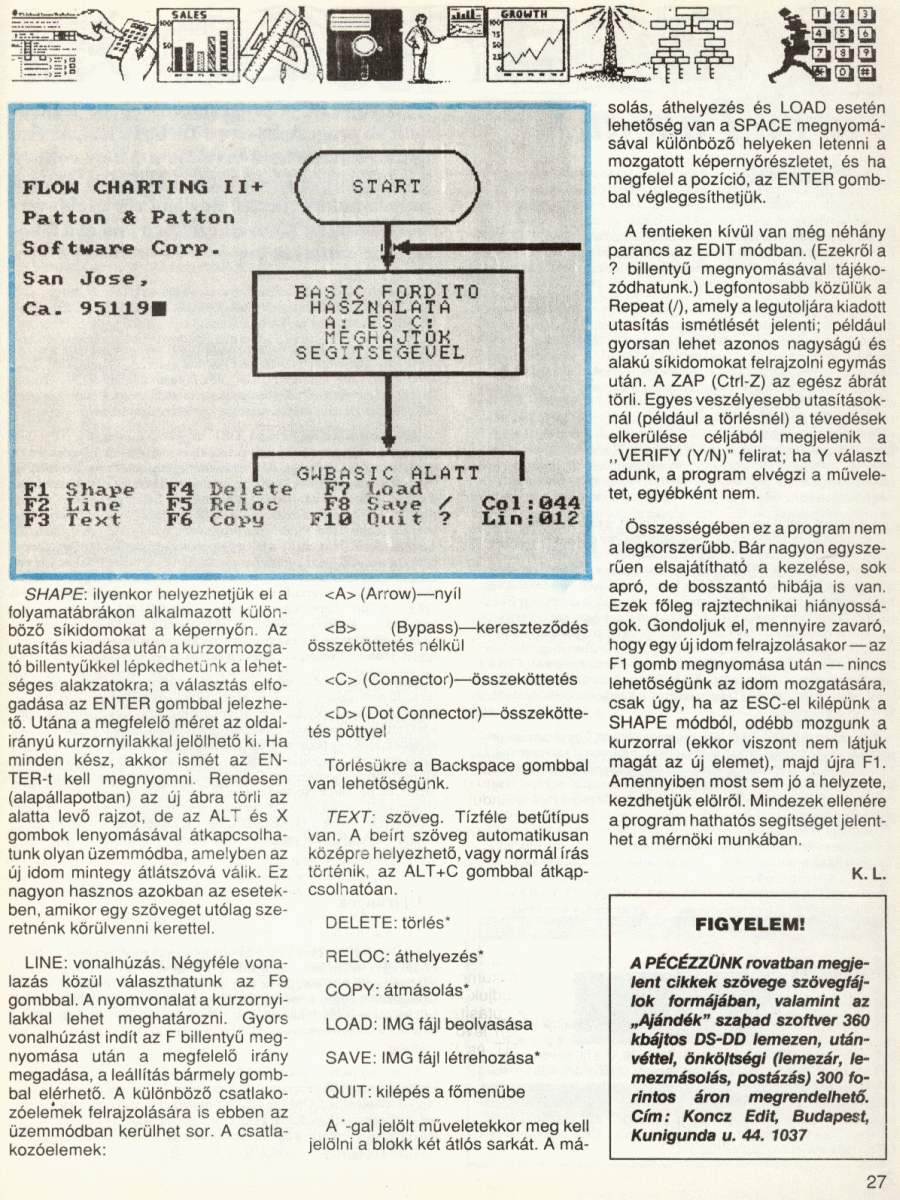 SALES
GROWTH
1 2 3
4 5 6
7 8 9
0 #
FLOW CHARTING II+
Patton & Patton
Software Corp.
San Jose,
Ca. 95119
START
BASIC FORDITO
HASZNALATA
A: ES C:
MEGHAJTOK
SEGITSEGEVEL
GWBASIC ALATT
F1 Shape F4 Delete F7 Load
F2 Line F5 Reloc F8 Save / Col:044
F3 Text F6 Copy F10 Quit ? Lin:012
SHAPE: ilyenkor helyezhetjük el a
folyamatábrákon alkalmazott külön-
böző síkidomokat a képernyőn. Az
utasítás kiadása után a kurzormozga-
tó billentyűkkel lépkedhetünk a lehet-
séges alakzatokra; a választás elfo-
gadása az ENTER gombbal jelezhe-
tő. Utána a megfelelő méret az oldal-
irányú kurzornyilakkal jelölhető ki. Ha
minden kész, akkor ismét az EN-
TER-t kell megnyomni. Rendesen
(alapállapotban) az új ábra törli az
alatta levő rajzot, de az ALT és X
gombok lenyomásával átkapcsolha-
tunk olyan üzemmódba, amelyben az
új idom mintegy átlátszóvá válik. Ez
nagyon hasznos azokban az esetek-
ben, amikor egy szöveget utólag sze-
retnénk körülvenni kerettel.
LINE: vonalhúzás. Négyféle vona-
lazás közül választhatunk az F9
gombbal. A nyomvonalat a kurzornyi-
lakkal lehet meghatározni. Gyors
vonalhúzást indít az F billentyű meg-
nyomása után a megfelelő irány
megadása, a leállítás bármely gomb-
bal elérhető. A különböző csatlako-
zóelemek felrajzolására is ebben az
üzemmódban kerülhet sor. A csatla-
kozóelemek:
<A> (Arrow)—nyíl
<B> (Bypass)—kereszteződés
összeköttetés nélkül
<C> (Connector)—összeköttetés
<D> (Dot Connector)—összekötte-
tés pöttyel
Törlésükre a Backspace gombbal
van lehetőségünk.
TEXT: szöveg. Tízféle betűtípus
van. A beírt szöveg automatikusan
középre helyezhető, vagy normál írás
történik, az ALT+C gombbal átkap-
csolhatóan.
DELETE: törlés*
RELOC: áthelyezés*
COPY: átmásolás*
LOAD: IMG fájl beolvasása
SAVE: IMG fájl létrehozása*
QUIT: kilépés a főmenübe
A *-gal jelölt műveletekkor meg kell
jelölni a blokk két átlós sarkát. A má-
solás, áthelyezés és LOAD esetén
lehetőség van a SPACE megnyomá-
sával különböző helyeken letenni a
mozgatott képernyőrészletet, és ha
megfelel a pozíció, az ENTER gomb-
bal véglegesíthetjük.
A fentieken kívül van még néhány
parancs az EDIT módban. (Ezekről a
? billentyű megnyomásával tájéko-
zódhatunk.) Legfontosabb közülük a
Repeat (/), amely a legutoljára kiadott
utasítás ismétlését jelenti; például
gyorsan lehet azonos nagyságú és
alakú síkidomokat felrajzolni egymás
után. A ZAP (Ctrl-Z) az egész ábrát
törli. Egyes veszélyesebb utasítások-
nál (például a törlésnél) a tévedések
elkerülése céljából megjelenik a
„VERIFY (Y/N)” felirat; ha Y választ
adunk, a program elvégzi a művele-
tet, egyébként nem.
Összességében ez a program nem
a legkorszerűbb. Bár nagyon egysze-
rűen elsajátítható a kezelése, sok
apró, de bosszantó hibája is van.
Ezek főleg rajztechnikai hiányossá-
gok. Gondoljuk el, mennyire zavaró,
hogy egy új idom felrajzolásakor — az
F1 gomb megnyomása után — nincs
lehetőségünk az idom mozgatására,
csak úgy, ha az ESC-el kilépünk a
SHAPE módból, odébb mozgunk a
kurzorral (ekkor viszont nem látjuk
magát az új elemet), majd újra F1.
Amennyiben most sem jó a helyzete,
kezdhetjük elölről. Mindezek ellenére
a program hathatós segítséget jelent-
het a mérnöki munkában.
K. L.
FIGYELEM!
A PÉCÉZZÜNK rovatban megje-
lent cikkek szövege szövegfáj-
lok formájában, valamint az
„Ajándék” szabad szoftver 360
kbájtos DS-DD lemezen, után-
véttel, önköltségi (lemezár, le-
mezmásolás, postázás) 300 fo-
rintos áron megrendelhető.
Cím: Koncz Edit, Budapest,
Kunigunda u. 44. 1037
27